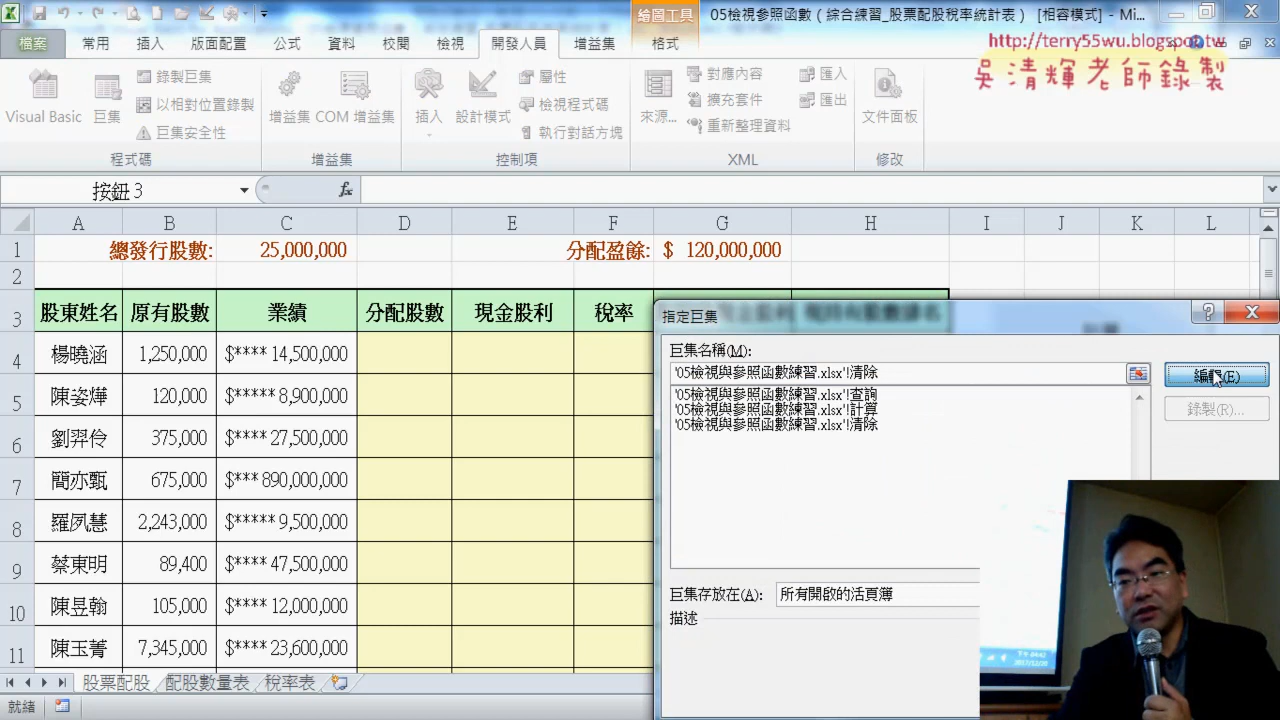 繪圖工具
05檢視參照函數（綜合練習_股票配股稅率統計表） [相容模式] - Mi...
http://terry55wu.blogspot.tw
吳清輝老師錄製
檔案 常用 插入 版面配置 公式 資料 校閱 檢視 開發人員 增益集 格式
Visual Basic 巨集 錄製巨集 以相對位置錄製 巨集安全性 程式碼
增益集 COM 增益集 增益集
插入 設計模式 屬性 檢視程式碼 執行對話方塊 控制項
來源... 對應內容 擴充套件 重新整理資料 匯入 匯出 XML
文件面板 修改
按鈕 3 fx
A B C D E F G H I J K L
1 總發行股數: 25,000,000 分配盈餘: $ 120,000,000
2
3 股東姓名 原有股數 業績 分配股數 現金股利 稅率
4 楊曉涵 1,250,000 $**** 14,500,000
5 陳姿燁 120,000 $***** 8,900,000
6 劉羿伶 375,000 $**** 27,500,000
7 簡亦甄 675,000 $*** 890,000,000
8 羅夙慧 2,243,000 $***** 9,500,000
9 蔡東明 89,400 $**** 47,500,000
10 陳昱翰 105,000 $**** 12,000,000
11 陳玉菁 7,345,000 $**** 23,600,000
指定巨集
巨集名稱(M):
'05檢視與參照函數練習.xlsx'!清除
編輯(E)
'05檢視與參照函數練習.xlsx'!查詢
'05檢視與參照函數練習.xlsx'!計算
'05檢視與參照函數練習.xlsx'!清除
錄製(R)...
巨集存放在(A): 所有開啟的活頁簿
描述
股票配股 配股數量表 稅率表
就緒